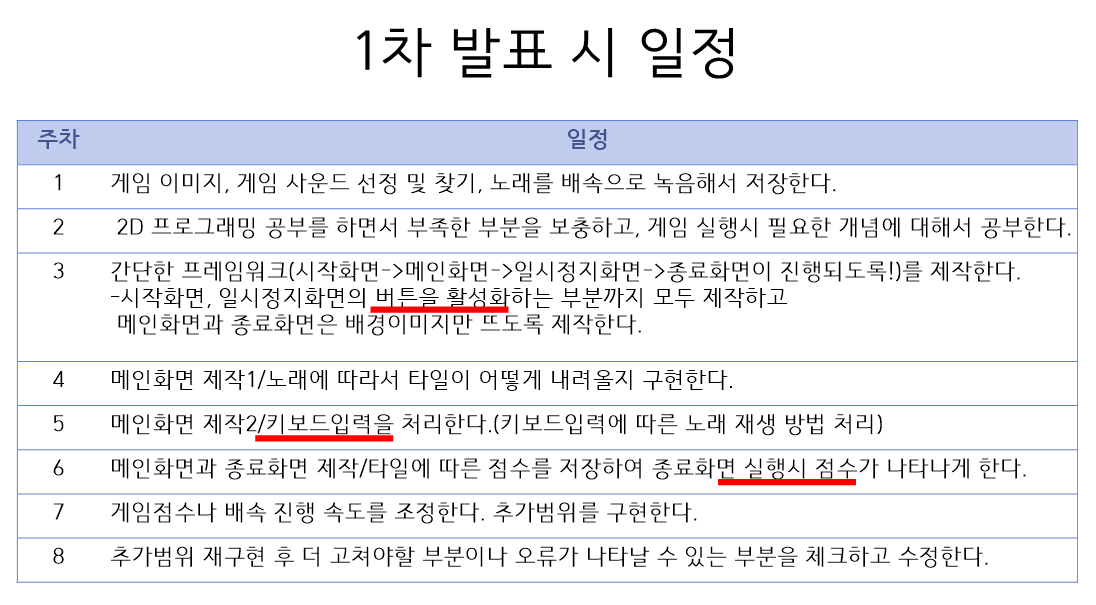 1차 발표 시 일정
주차 일정
1 게임 이미지, 게임 사운드 선정 및 찾기, 노래를 배속으로 녹음해서 저장한다.
2 2D 프로그래밍 공부를 하면서 부족한 부분을 보충하고, 게임 실행시 필요한 개념에 대해서 공부한다.
3 간단한 프레임워크(시작화면->메인화면->일시정지화면->종료화면이 진행되도록!)를 제작한다.
-시작화면, 일시정지화면의 버튼을 활성화하는 부분까지 모두 제작하고
메인화면과 종료화면은 배경이미지만 뜨도록 제작한다.
4 메인화면 제작1/노래에 따라서 타일이 어떻게 내려올지 구현한다.
5 메인화면 제작2/키보드입력을 처리한다.(키보드입력에 따른 노래 재생 방법 처리)
6 메인화면과 종료화면 제작/타일에 따른 점수를 저장하여 종료화면 실행시 점수가 나타나게 한다.
7 게임점수나 배속 진행 속도를 조정한다. 추가범위를 구현한다.
8 추가범위 재구현 후 더 고쳐야할 부분이나 오류가 나타날 수 있는 부분을 체크하고 수정한다.